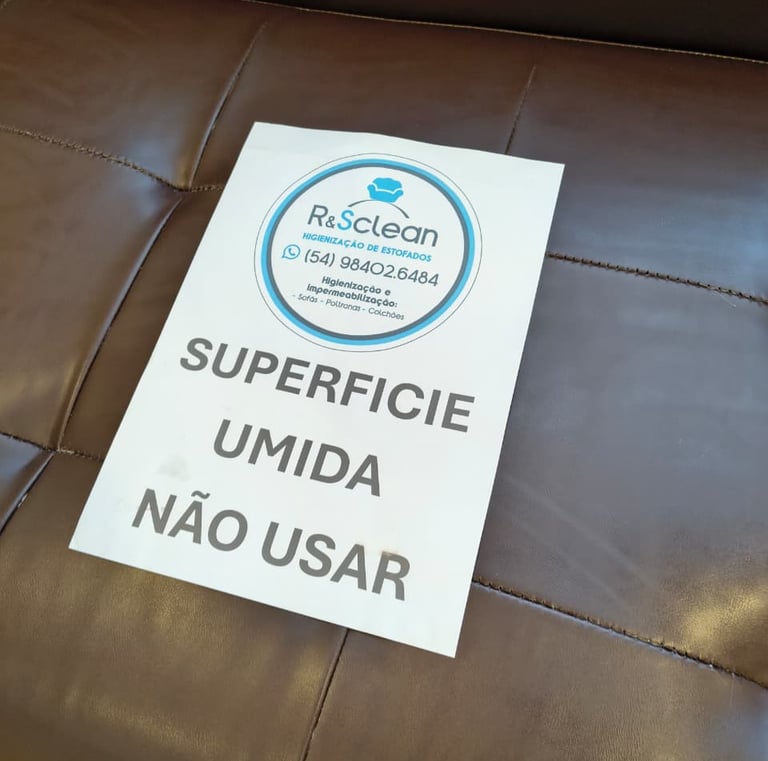 R&Sclean
HIGIENIZAÇÃO DE ESTOFADOS
(54) 98402.6484
Higienização e
Impermeabilização:
- Sofás - Poltronas - Colchões
SUPERFICIE
UMIDA
NÃO USAR